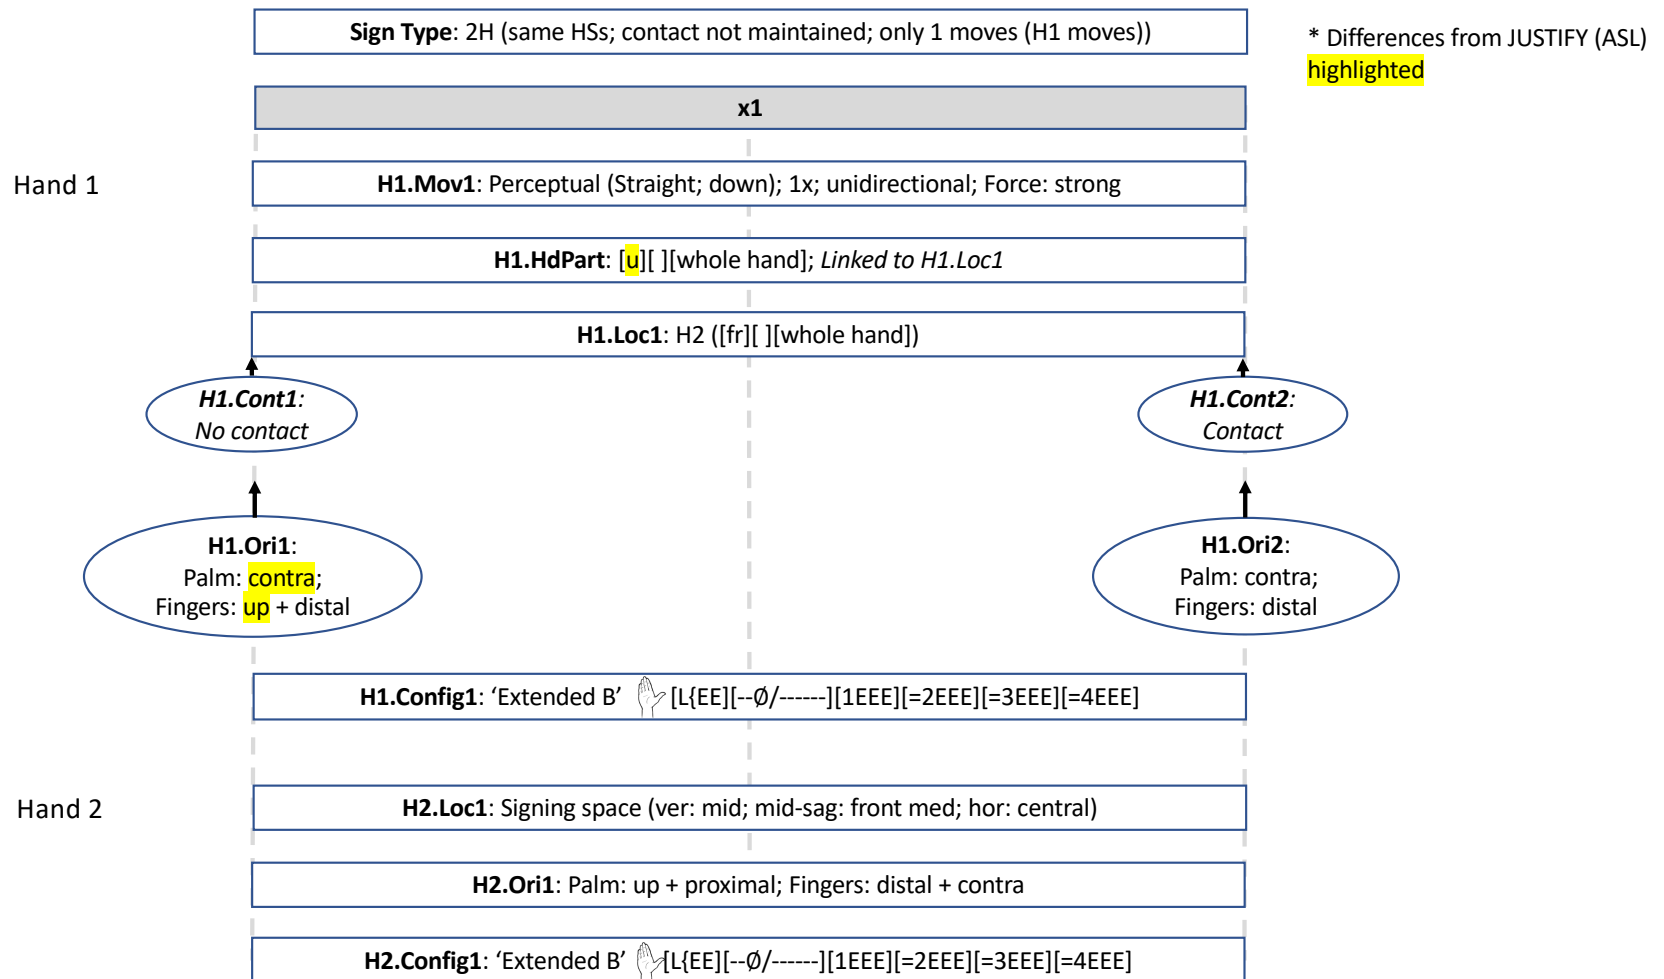 Sign Type: 2H (same HSs; contact not maintained; only 1 moves (H1 moves))
* Differences from JUSTIFY (ASL)
highlighted
x1
Hand 1
H1.Mov1: Perceptual (Straight; down); 1x; unidirectional; Force: strong
H1.HdPart: [u][ ][whole hand]; Linked to H1.Loc1
H1.Loc1: H2 ([fr][ ][whole hand])
H1.Cont1:
No contact
H1.Cont2:
Contact
H1.Ori1:
Palm: contra;
Fingers: up + distal
H1.Ori2:
Palm: contra;
Fingers: distal
H1.Config1: ‘Extended B’ [L{EE][--Ø/------][1EEE][=2EEE][=3EEE][=4EEE]
Hand 2
H2.Loc1: Signing space (ver: mid; mid-sag: front med; hor: central)
H2.Ori1: Palm: up + proximal; Fingers: distal + contra
H2.Config1: ‘Extended B’ [L{EE][--Ø/------][1EEE][=2EEE][=3EEE][=4EEE]